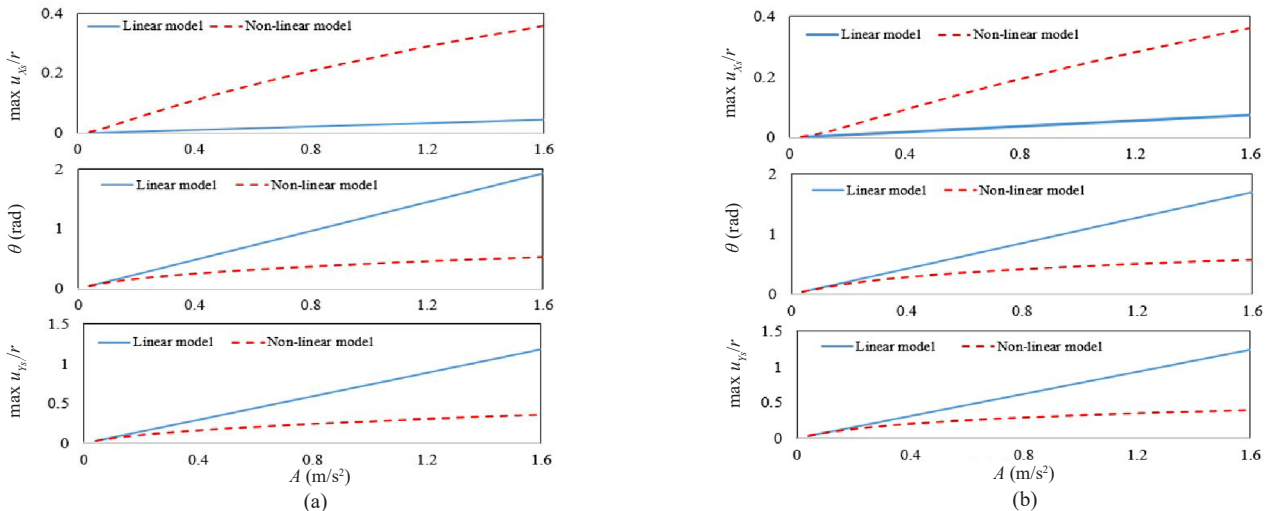 0.4
Linear model
Non-linear model
0.2
0
0.4
0.8
1.2
1.6
max u_Xs/r
2
Linear model
Non-linear model
1
0
0
0.4
0.8
1.2
1.6
θ (rad)
1.5
Linear model
Non-linear model
1
0.5
0
0
0.4
0.8
1.2
1.6
max u_Ys/r
A (m/s²)
(a)
0.4
Linear model
Non-linear model
0.2
0
0
0.4
0.8
1.2
1.6
max u_Xs/r
2
Linear model
Non-linear model
1
0
0
0.4
0.8
1.2
1.6
θ (rad)
1.5
Linear model
Non-linear model
1
0.5
0
0
0.4
0.8
1.2
1.6
max u_Ys/r
A (m/s²)
(b)